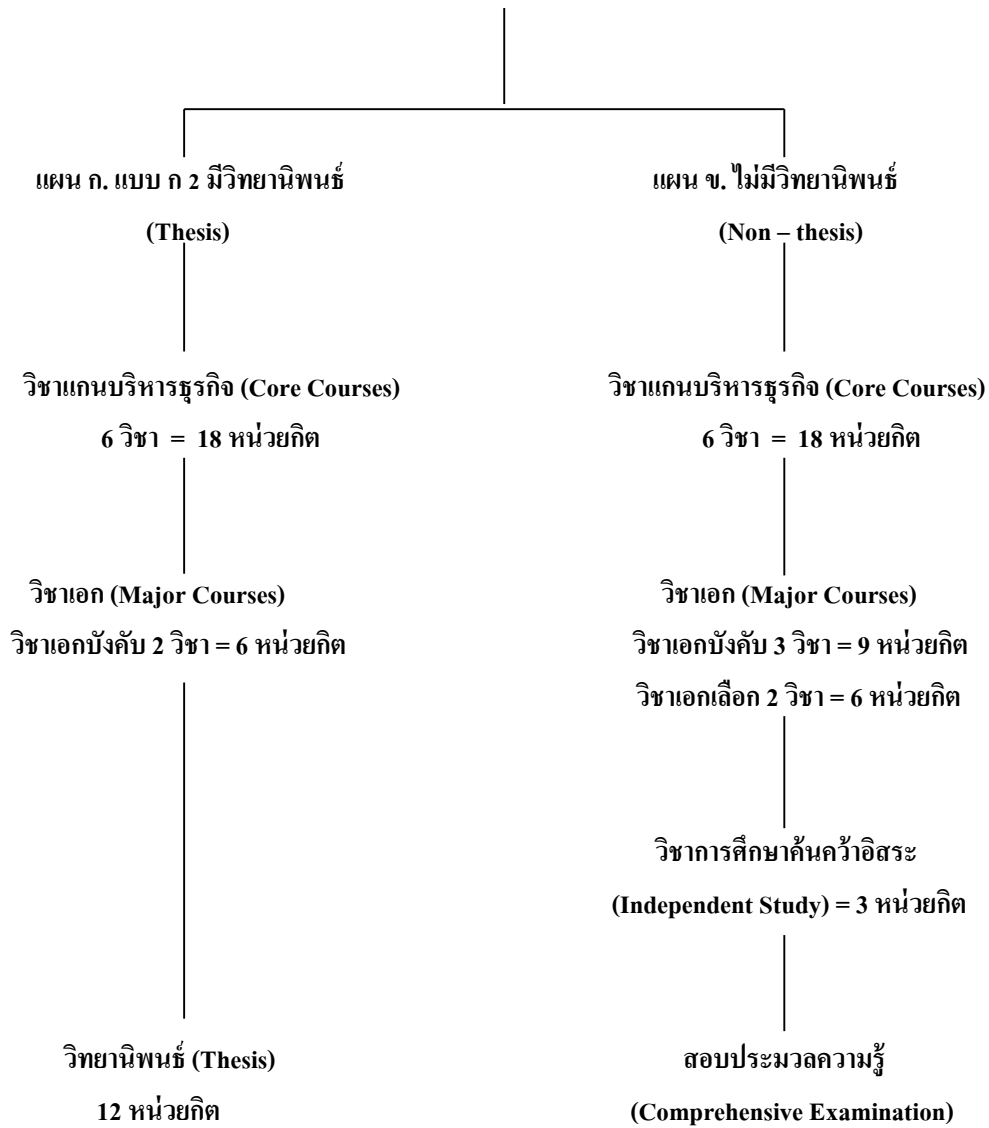 แผน ก. แบบ ก 2 มีวิทยานิพนธ์
(Thesis)
วิชาแกนบริหารธุรกิจ (Core Courses)
6 วิชา = 18 หน่วยกิต
วิชาเอก (Major Courses)
วิชาเอกบังคับ 2 วิชา = 6 หน่วยกิต
วิทยานิพนธ์ (Thesis)
12 หน่วยกิต
แผน ข. ไม่มีวิทยานิพนธ์
(Non – thesis)
วิชาแกนบริหารธุรกิจ (Core Courses)
6 วิชา = 18 หน่วยกิต
วิชาเอก (Major Courses)
วิชาเอกบังคับ 3 วิชา = 9 หน่วยกิต
วิชาเอกเลือก 2 วิชา = 6 หน่วยกิต
วิชาการศึกษาค้นคว้าอิสระ
(Independent Study) = 3 หน่วยกิต
สอบประมวลความรู้
(Comprehensive Examination)